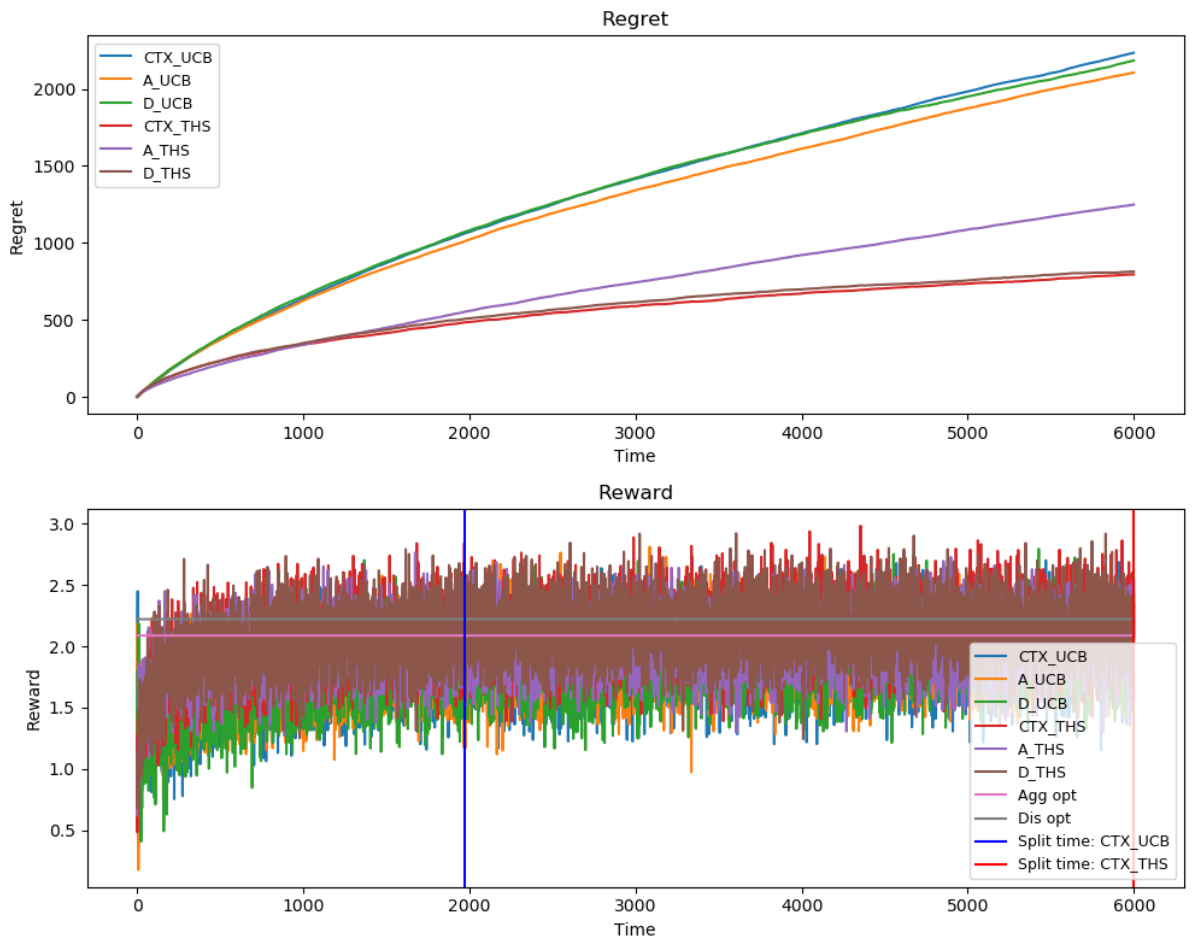 Regret
CTX_UCB
A_UCB
D_UCB
CTX_THS
A_THS
D_THS
Regret
2000
1500
1000
500
0
0 1000 2000 3000 4000 5000 6000
Time
Reward
Reward
3.0
2.5
2.0
1.5
1.0
0.5
CTX_UCB
A_UCB
D_UCB
CTX_THS
A_THS
D_THS
Agg opt
Dis opt
Split time: CTX_UCB
Split time: CTX_THS
0 1000 2000 3000 4000 5000 6000
Time